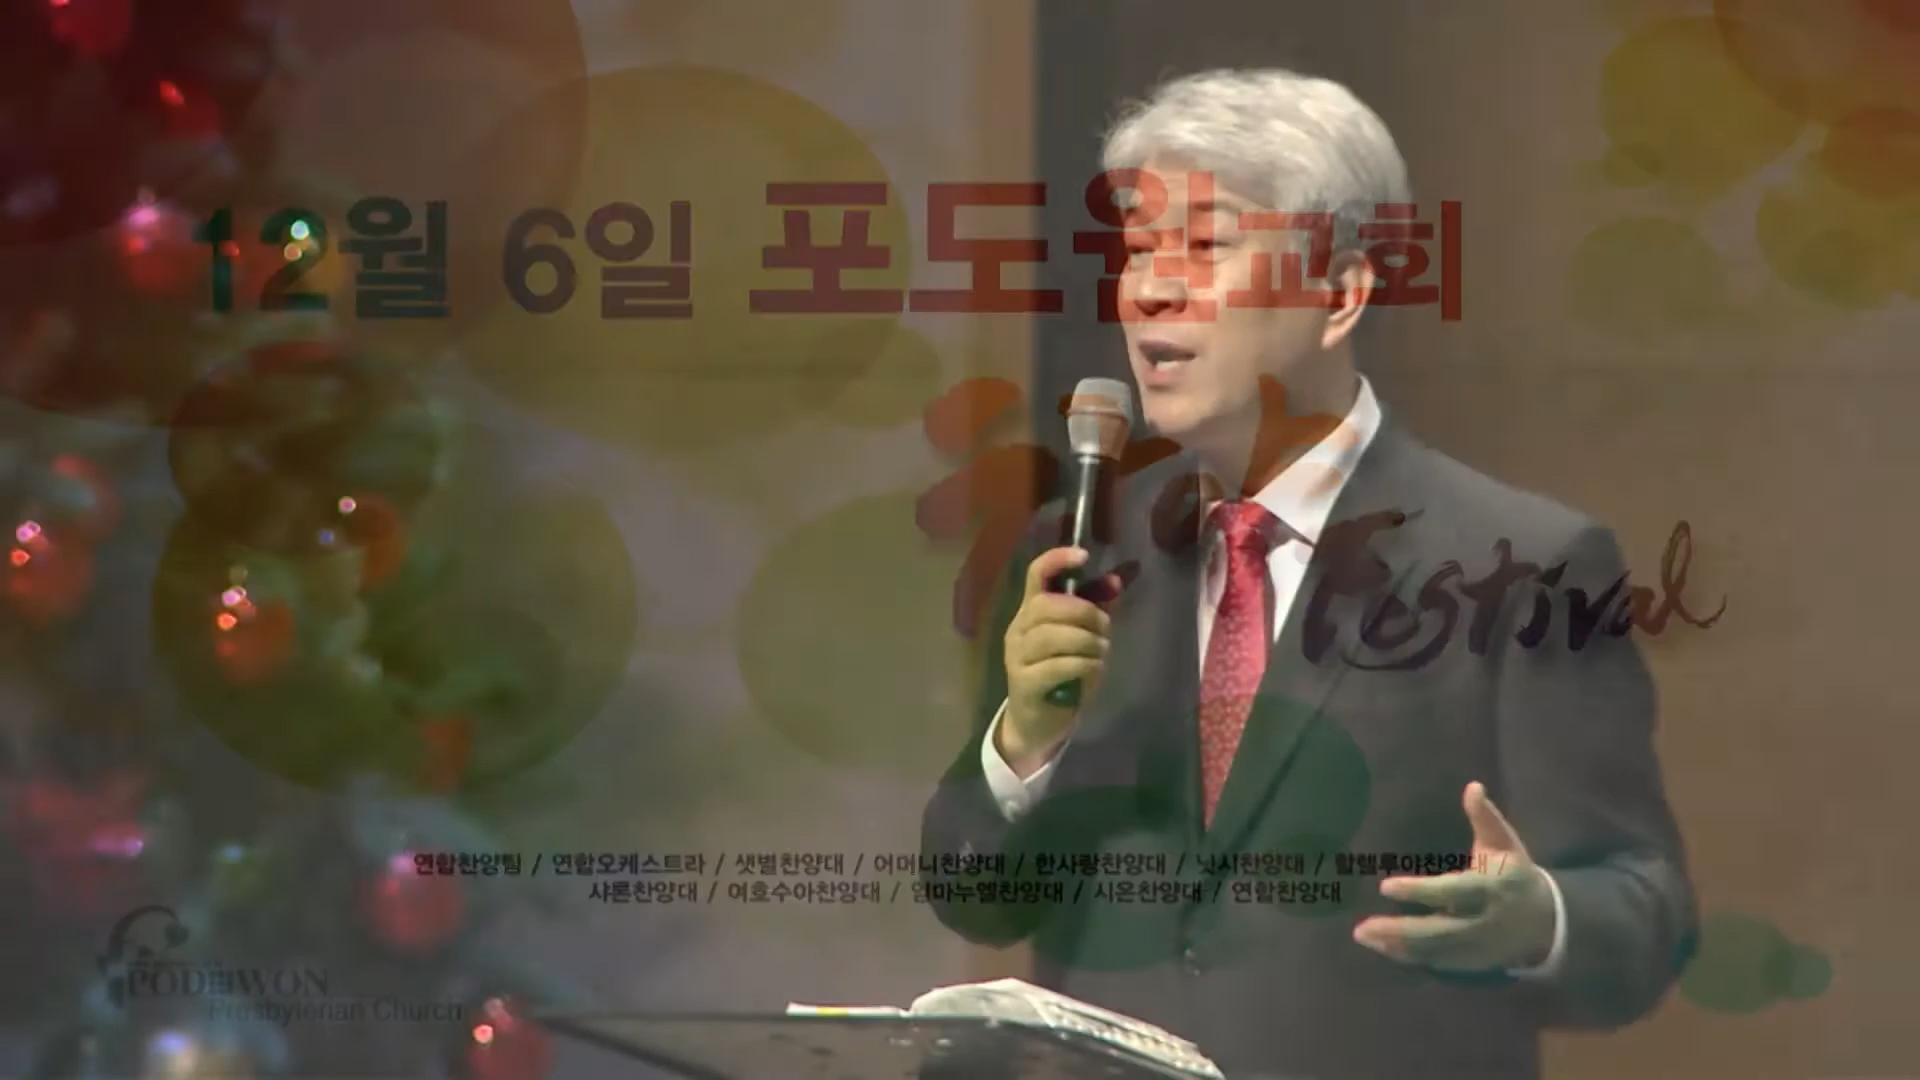 12월 6일 포도원교회
찬양
Festival
연합찬양팀 / 연합오케스트라 / 샛별찬양대 / 어머니찬양대 / 한사랑찬양대 / 닛시찬양대 / 할렐루야찬양대 /
샤론찬양대 / 여호수아찬양대 / 임마누엘찬양대 / 시온찬양대 / 연합찬양대
PODOWON
Presbyterian Church